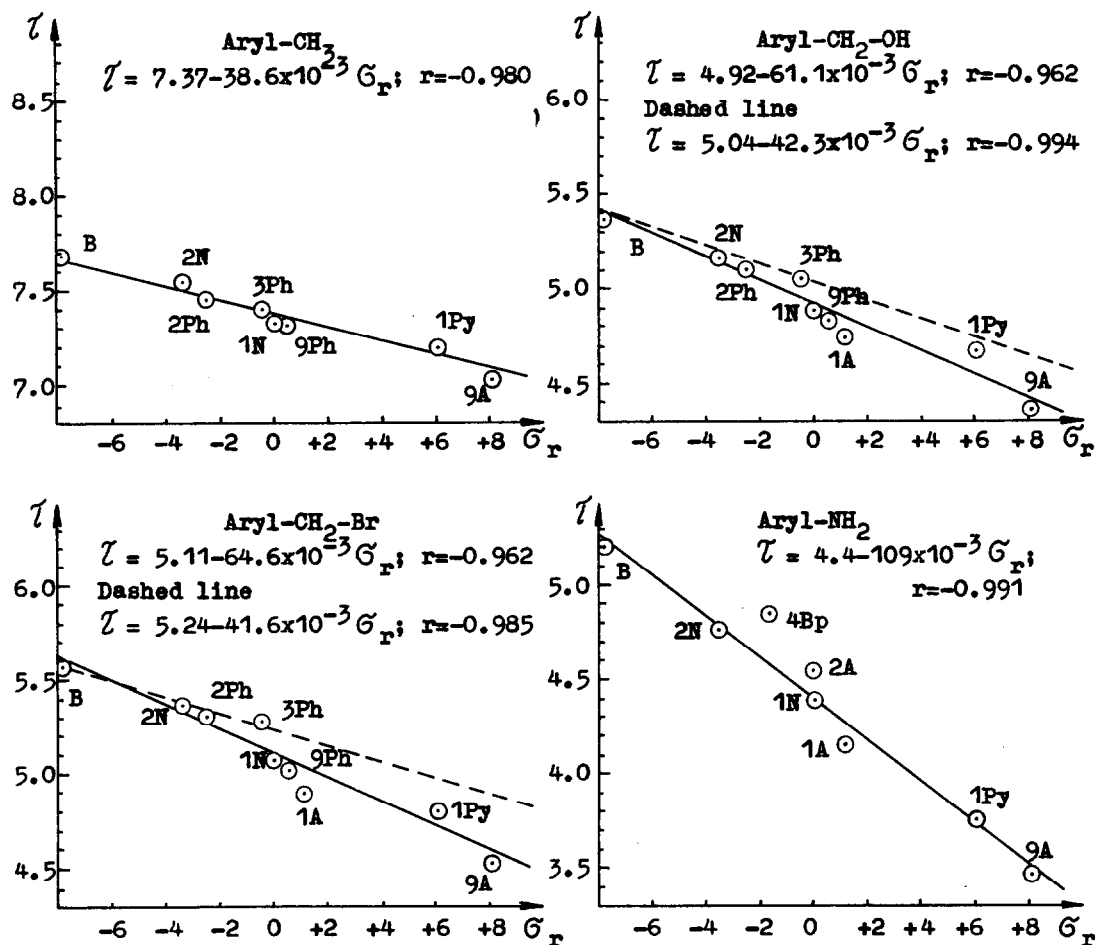 τ
Aryl-CH₃
τ = 7.37-38.6x10⁻³ σr; r=-0.980
8.5
8.0
7.5
7.0
B
2N
2Ph
3Ph
1N
9Ph
1Py
9A
-6 -4 -2 0 +2 +4 +6 +8 σr
τ
Aryl-CH₂-OH
τ = 4.92-61.1x10⁻³ σr; r=-0.962
Dashed line
τ = 5.04-42.3x10⁻³ σr; r=-0.994
6.0
5.5
5.0
4.5
B
2N
2Ph
3Ph
9Ph
1N
1A
1Py
9A
-6 -4 -2 0 +2 +4 +6 +8 σr
τ
Aryl-CH₂-Br
τ = 5.11-64.6x10⁻³ σr; r=-0.962
Dashed line
τ = 5.24-41.6x10⁻³ σr; r=-0.985
6.0
5.5
5.0
4.5
B
2N
2Ph
3Ph
1N
9Ph
1A
1Py
9A
-6 -4 -2 0 +2 +4 +6 +8 σr
τ
Aryl-NH₂
τ = 4.4-109x10⁻³ σr;
r=-0.991
5.0
4.5
4.0
3.5
B
2N
4Bp
2A
1N
1A
1Py
9A
-6 -4 -2 0 +2 +4 +6 +8 σr